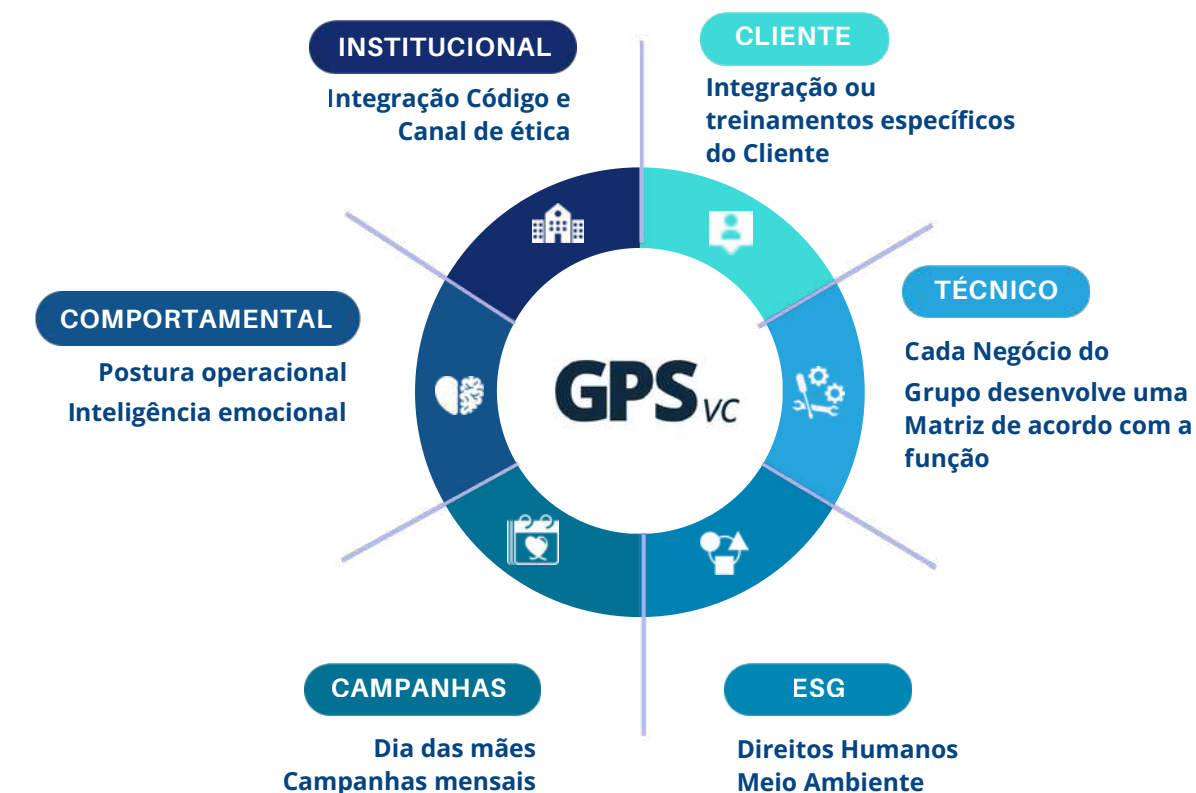 INSTITUCIONAL
Integração Código e
Canal de ética
CLIENTE
Integração ou
treinamentos específicos
do Cliente
COMPORTAMENTAL
Postura operacional
Inteligência emocional
GPS VC
TÉCNICO
Cada Negócio do
Grupo desenvolve uma
Matriz de acordo com a
função
CAMPANHAS
Dia das mães
Campanhas mensais
ESG
Direitos Humanos
Meio Ambiente